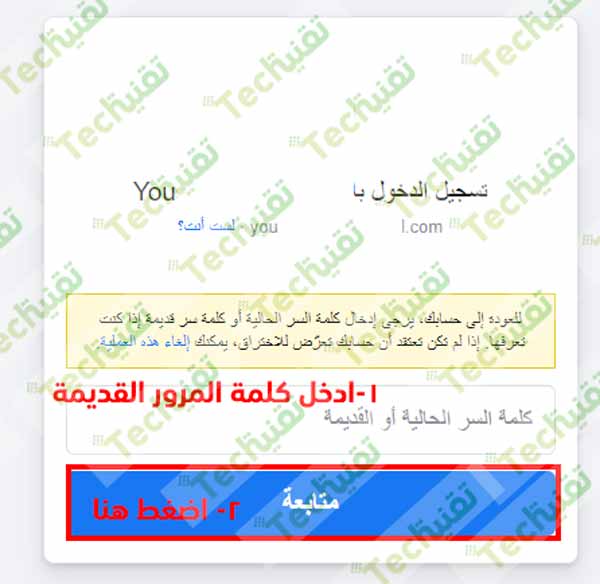 تسجيل الدخول با You
you - لست أنت؟ l.com
للعودة إلى حسابك، يرجى إدخال كلمة السر الحالية أو كلمة سر قديمة إذا كنت
تعرفها. إذا لم تكن تعتقد أن حسابك تعرّض للاختراق، يمكنك إلغاء هذه العملية.
١-ادخل كلمة المرور القديمة
كلمة السر الحالية أو القديمة
متابعة
٢- اضغط هنا
تقنية Tech